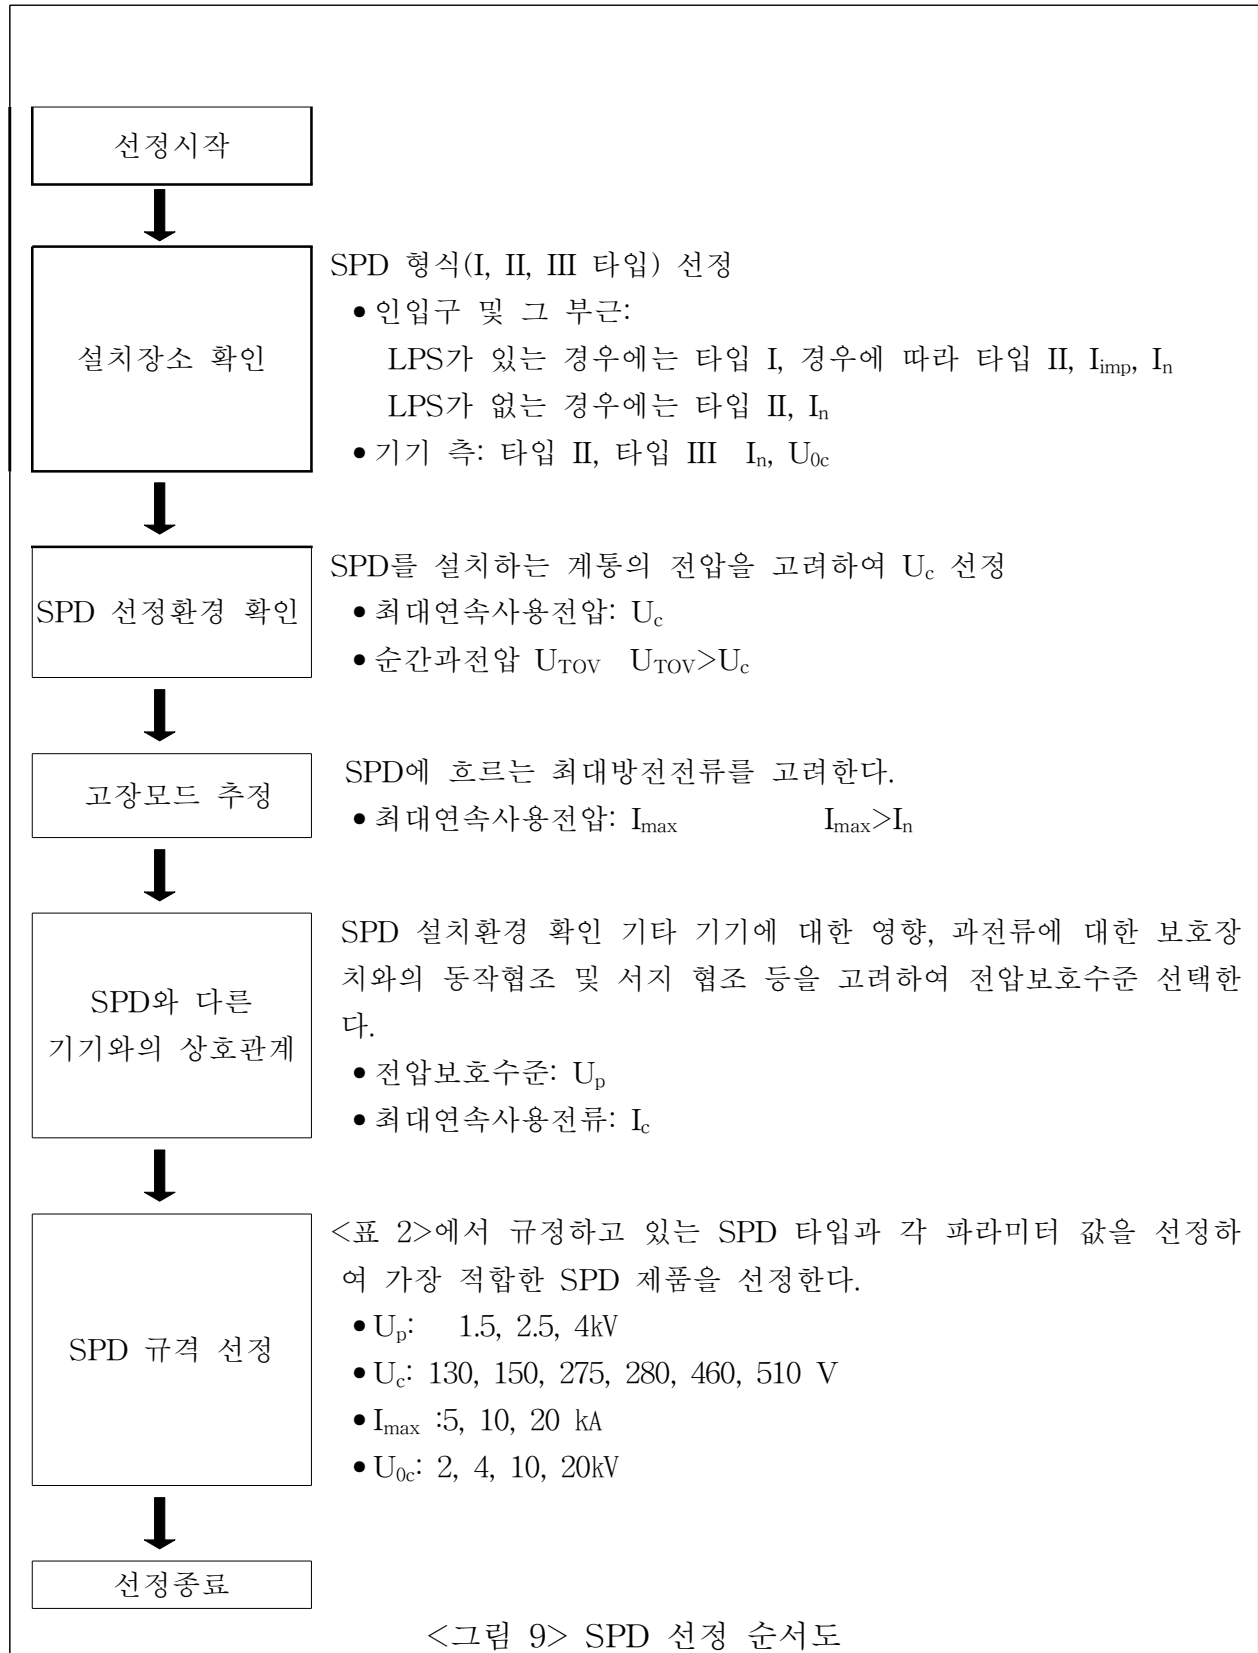 선정시작
설치장소 확인
SPD 형식(I, II, III 타입) 선정
• 인입구 및 그 부근:
LPS가 있는 경우에는 타입 I, 경우에 따라 타입 II, Iimp, In
LPS가 없는 경우에는 타입 II, In
• 기기 측: 타입 II, 타입 III In, U0c
SPD 선정환경 확인
SPD를 설치하는 계통의 전압을 고려하여 Uc 선정
• 최대연속사용전압: Uc
• 순간과전압 UTOV UTOV>Uc
고장모드 추정
SPD에 흐르는 최대방전전류를 고려한다.
• 최대연속사용전압: Imax Imax>In
SPD와 다른
기기와의 상호관계
SPD 설치환경 확인 기타 기기에 대한 영향, 과전류에 대한 보호장
치와의 동작협조 및 서지 협조 등을 고려하여 전압보호수준 선택한
다.
• 전압보호수준: Up
• 최대연속사용전류: Ic
SPD 규격 선정
<표 2>에서 규정하고 있는 SPD 타입과 각 파라미터 값을 선정하
여 가장 적합한 SPD 제품을 선정한다.
• Up: 1.5, 2.5, 4kV
• Uc: 130, 150, 275, 280, 460, 510 V
• Imax :5, 10, 20 kA
• U0c: 2, 4, 10, 20kV
선정종료
<그림 9> SPD 선정 순서도